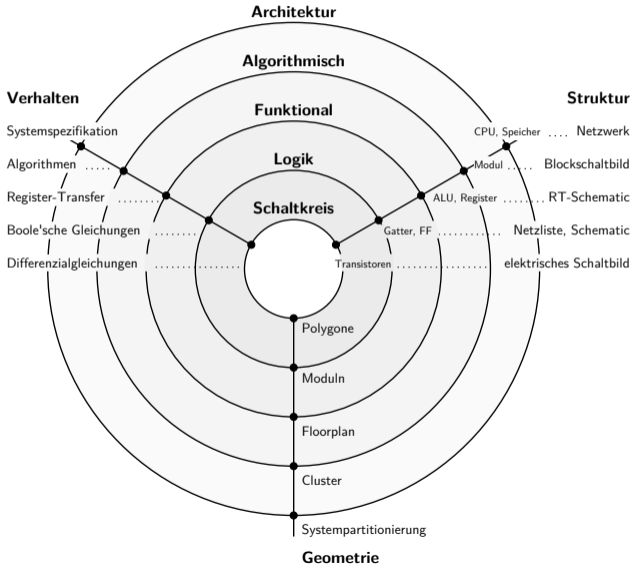 Architektur
Algorithmisch
Funktional
Logik
Schaltkreis
Verhalten
Systemspezifikation
Algorithmen
Register-Transfer
Boole'sche Gleichungen
Differenzialgleichungen
Struktur
CPU, Speicher .... Netzwerk
Modul ..... Blockschaltbild
ALU, Register ....... RT-Schematic
Gatter, FF Netzliste, Schematic
Transistoren elektrisches Schaltbild
Polygone
Moduln
Floorplan
Cluster
Systempartitionierung
Geometrie